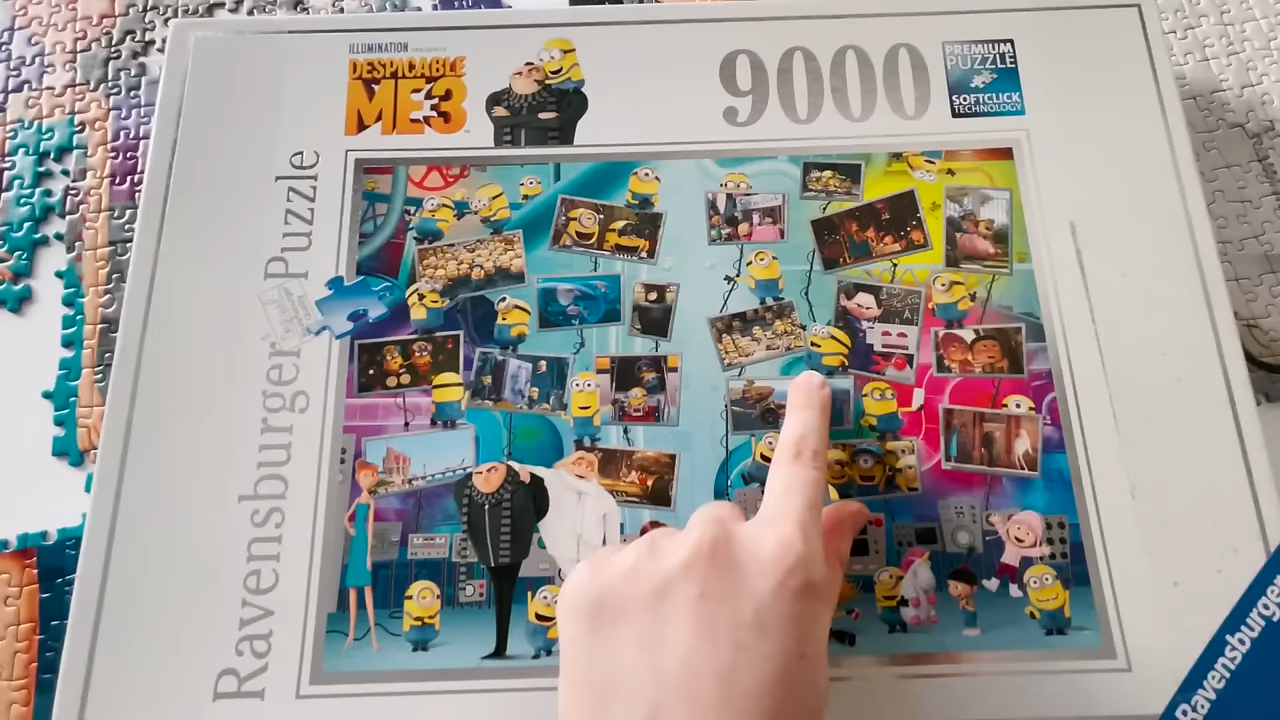 ILLUMINATION
DESPICABLE
ME3
9000
PREMIUM
PUZZLE
SOFTCLICK
TECHNOLOGY
Ravensburger Puzzle
Ravensburger